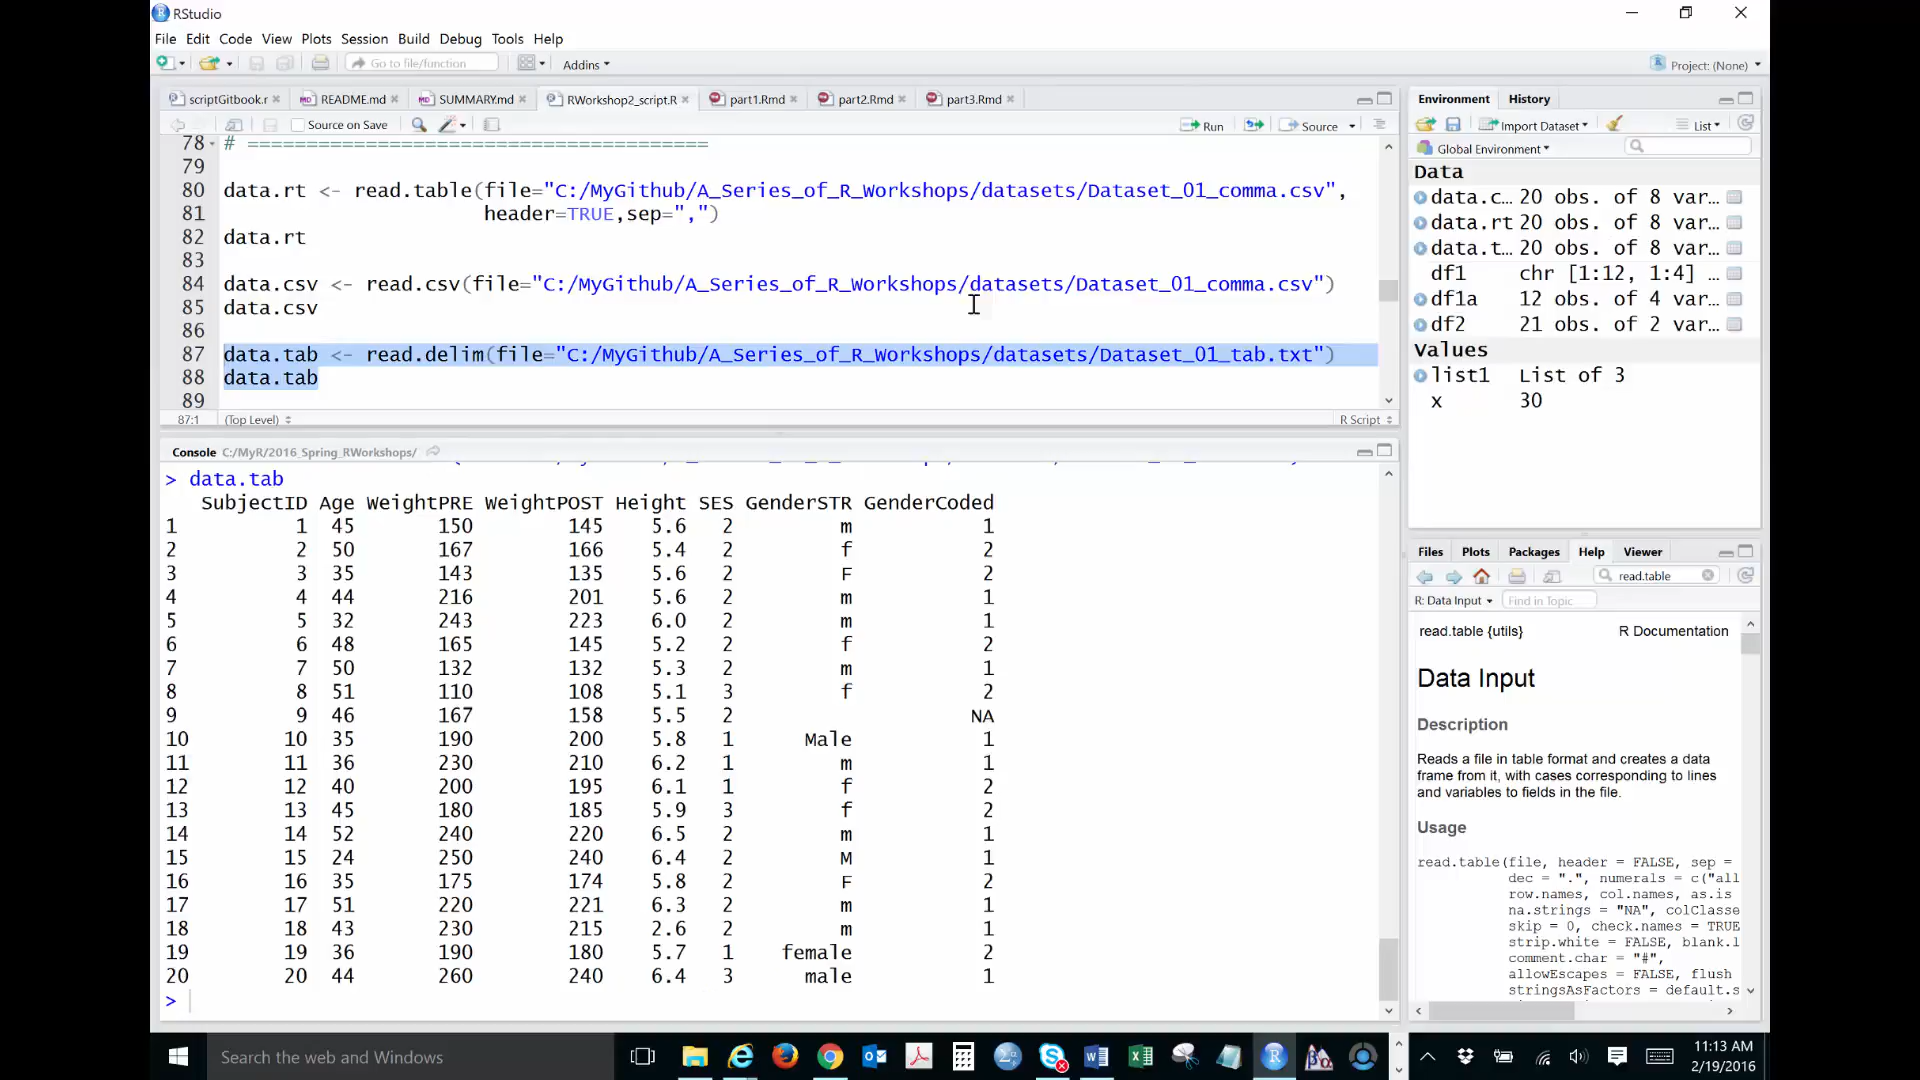 RStudio
File Edit Code View Plots Session Build Debug Tools Help
Go to file/function Addins Project: (None)
scriptGitbook.r README.md SUMMARY.md RWorkshop2_script.R part1.Rmd part2.Rmd part3.Rmd
Source on Save Run Source
78 # =======================================
79
80 data.rt <- read.table(file="C:/MyGithub/A_Series_of_R_Workshops/datasets/Dataset_01_comma.csv",
81 header=TRUE,sep=",")
82 data.rt
83
84 data.csv <- read.csv(file="C:/MyGithub/A_Series_of_R_Workshops/datasets/Dataset_01_comma.csv")
85 data.csv
86
87 data.tab <- read.delim(file="C:/MyGithub/A_Series_of_R_Workshops/datasets/Dataset_01_tab.txt")
88 data.tab
89
87:1 (Top Level) R Script
Console C:/MyR/2016_Spring_RWorkshops/
> data.tab
SubjectID Age WeightPRE WeightPOST Height SES GenderSTR GenderCoded
1 1 45 150 145 5.6 2 m 1
2 2 50 167 166 5.4 2 f 2
3 3 35 143 135 5.6 2 F 2
4 4 44 216 201 5.6 2 m 1
5 5 32 243 223 6.0 2 m 1
6 6 48 165 145 5.2 2 f 2
7 7 50 132 132 5.3 2 m 1
8 8 51 110 108 5.1 3 f 2
9 9 46 167 158 5.5 2 NA
10 10 35 190 200 5.8 1 Male 1
11 11 36 230 210 6.2 1 m 1
12 12 40 200 195 6.1 1 f 2
13 13 45 180 185 5.9 3 f 2
14 14 52 240 220 6.5 2 m 1
15 15 24 250 240 6.4 2 M 1
16 16 35 175 174 5.8 2 F 2
17 17 51 220 221 6.3 2 m 1
18 18 43 230 215 2.6 2 m 1
19 19 36 190 180 5.7 1 female 2
20 20 44 260 240 6.4 3 male 1
>
Environment History
Import Dataset List
Global Environment
Data
data.c… 20 obs. of 8 var…
data.rt 20 obs. of 8 var…
data.t… 20 obs. of 8 var…
df1 chr [1:12, 1:4] …
df1a 12 obs. of 4 var…
df2 21 obs. of 2 var…
Values
list1 List of 3
x 30
Files Plots Packages Help Viewer
read.table
R: Data Input Find in Topic
read.table {utils} R Documentation
Data Input
Description
Reads a file in table format and creates a data
frame from it, with cases corresponding to lines
and variables to fields in the file.
Usage
read.table(file, header = FALSE, sep =
dec = ".", numerals = c("all
row.names, col.names, as.is
na.strings = "NA", colClasse
skip = 0, check.names = TRUE
strip.white = FALSE, blank.l
comment.char = "#",
allowEscapes = FALSE, flush
stringsAsFactors = default.s
Search the web and Windows
11:13 AM
2/19/2016